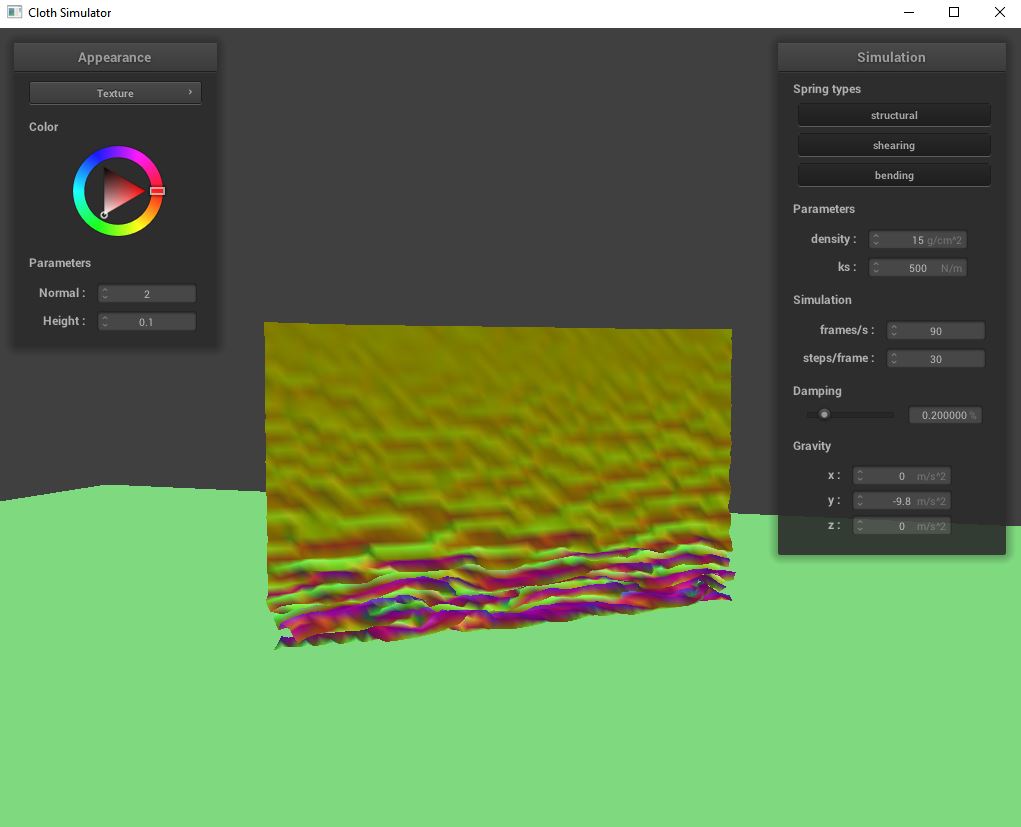 Cloth Simulator
Appearance
Texture
Color
Parameters
Normal : 2
Height : 0.1
Simulation
Spring types
structural
shearing
bending
Parameters
density : 15 g/cm^2
ks : 500 N/m
Simulation
frames/s : 90
steps/frame : 30
Damping
0.200000 %
Gravity
x : 0 m/s^2
y : -9.8 m/s^2
z : 0 m/s^2